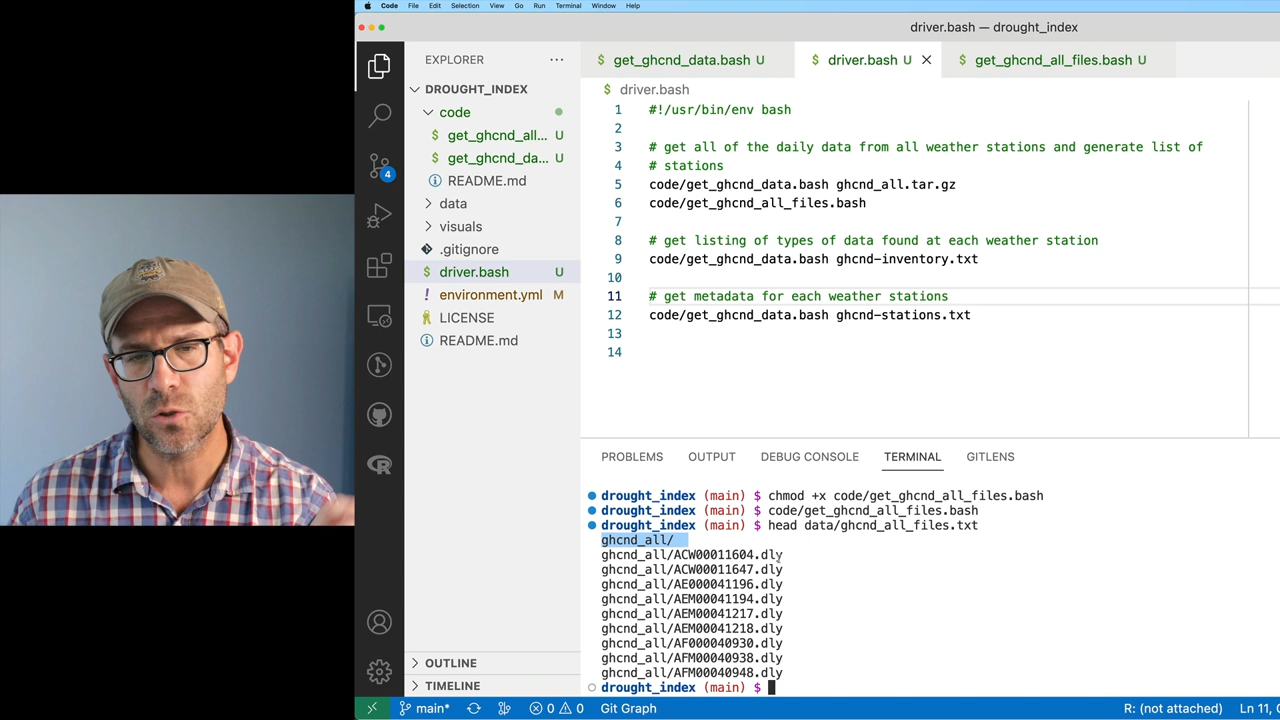 Code File Edit Selection View Go Run Terminal Window Help
driver.bash — drought_index
EXPLORER ...
DROUGHT_INDEX
code
$ get_ghcnd_all... U
$ get_ghcnd_da... U
README.md
data
visuals
.gitignore
$ driver.bash U
! environment.yml M
LICENSE
README.md
OUTLINE
TIMELINE
4
$ get_ghcnd_data.bash U $ driver.bash U $ get_ghcnd_all_files.bash U
$ driver.bash
1 #!/usr/bin/env bash
2
3 # get all of the daily data from all weather stations and generate list of
4 # stations
5 code/get_ghcnd_data.bash ghcnd_all.tar.gz
6 code/get_ghcnd_all_files.bash
7
8 # get listing of types of data found at each weather station
9 code/get_ghcnd_data.bash ghcnd-inventory.txt
10
11 # get metadata for each weather stations
12 code/get_ghcnd_data.bash ghcnd-stations.txt
13
14
PROBLEMS OUTPUT DEBUG CONSOLE TERMINAL GITLENS
drought_index (main) $ chmod +x code/get_ghcnd_all_files.bash
drought_index (main) $ code/get_ghcnd_all_files.bash
drought_index (main) $ head data/ghcnd_all_files.txt
ghcnd_all/
ghcnd_all/ACW00011604.dly
ghcnd_all/ACW00011647.dly
ghcnd_all/AE000041196.dly
ghcnd_all/AEM00041194.dly
ghcnd_all/AEM00041217.dly
ghcnd_all/AEM00041218.dly
ghcnd_all/AF000040930.dly
ghcnd_all/AFM00040938.dly
ghcnd_all/AFM00040948.dly
drought_index (main) $
main* 0 0 Git Graph R: (not attached) Ln 11,